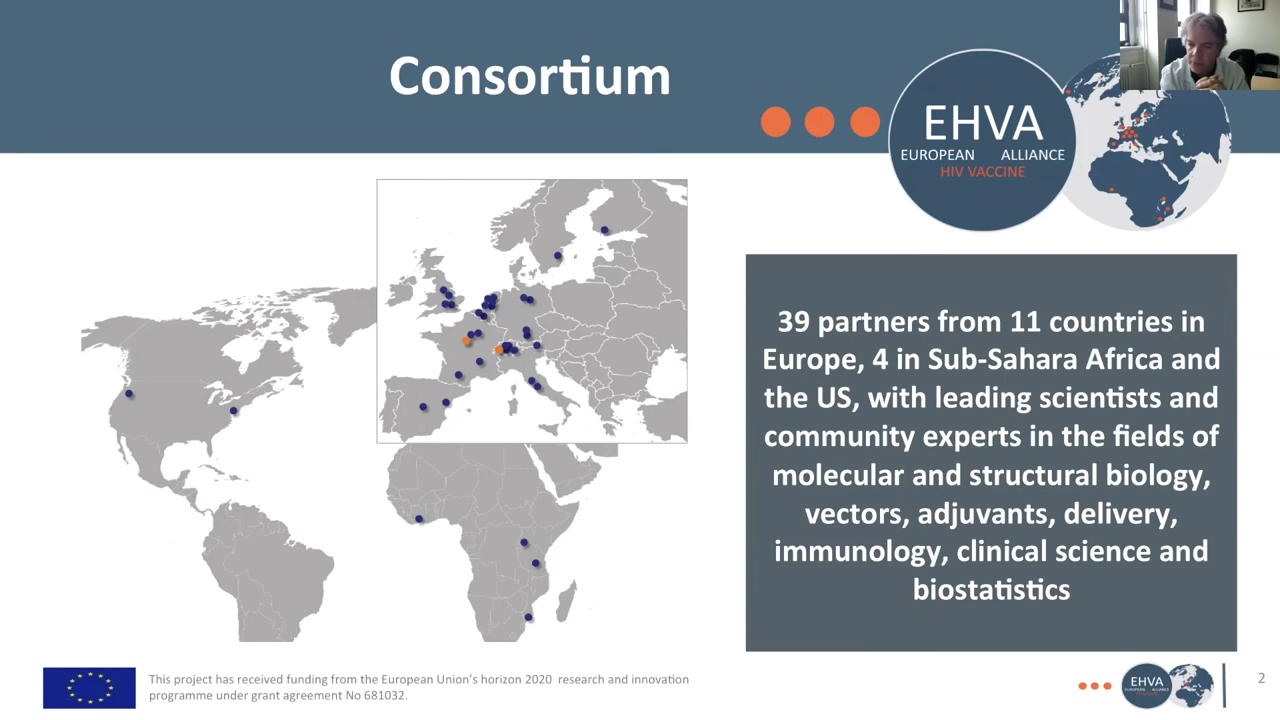 Consortium
EHVA
EUROPEAN ALLIANCE
HIV VACCINE
39 partners from 11 countries in
Europe, 4 in Sub-Sahara Africa and
the US, with leading scientists and
community experts in the fields of
molecular and structural biology,
vectors, adjuvants, delivery,
immunology, clinical science and
biostatistics
This project has received funding from the European Union's horizon 2020 research and innovation
programme under grant agreement No 681032.
EHVA
EUROPEAN ALLIANCE
2